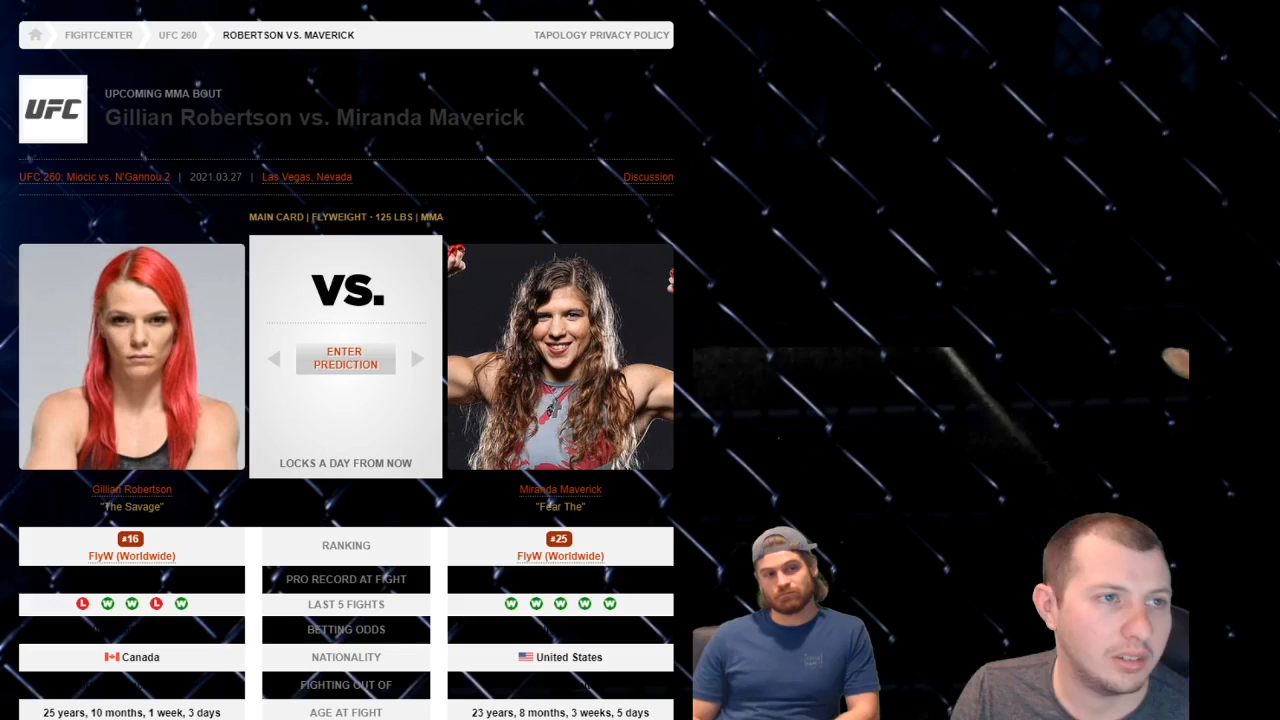 FIGHTCENTER UFC 260 ROBERTSON VS. MAVERICK TAPOLOGY PRIVACY POLICY
UFC
UPCOMING MMA BOUT
Gillian Robertson vs. Miranda Maverick
UFC 260: Miocic vs. N'Gannou 2 | 2021.03.27 | Las Vegas, Nevada Discussion
MAIN CARD | FLYWEIGHT · 125 LBS | MMA
VS.
ENTER
PREDICTION
LOCKS A DAY FROM NOW
Gillian Robertson Miranda Maverick
"The Savage" "Fear The"
#16 RANKING #25
FlyW (Worldwide) FlyW (Worldwide)
PRO RECORD AT FIGHT
L W W L W LAST 5 FIGHTS W W W W W
BETTING ODDS
Canada NATIONALITY United States
FIGHTING OUT OF
25 years, 10 months, 1 week, 3 days AGE AT FIGHT 23 years, 8 months, 3 weeks, 5 days